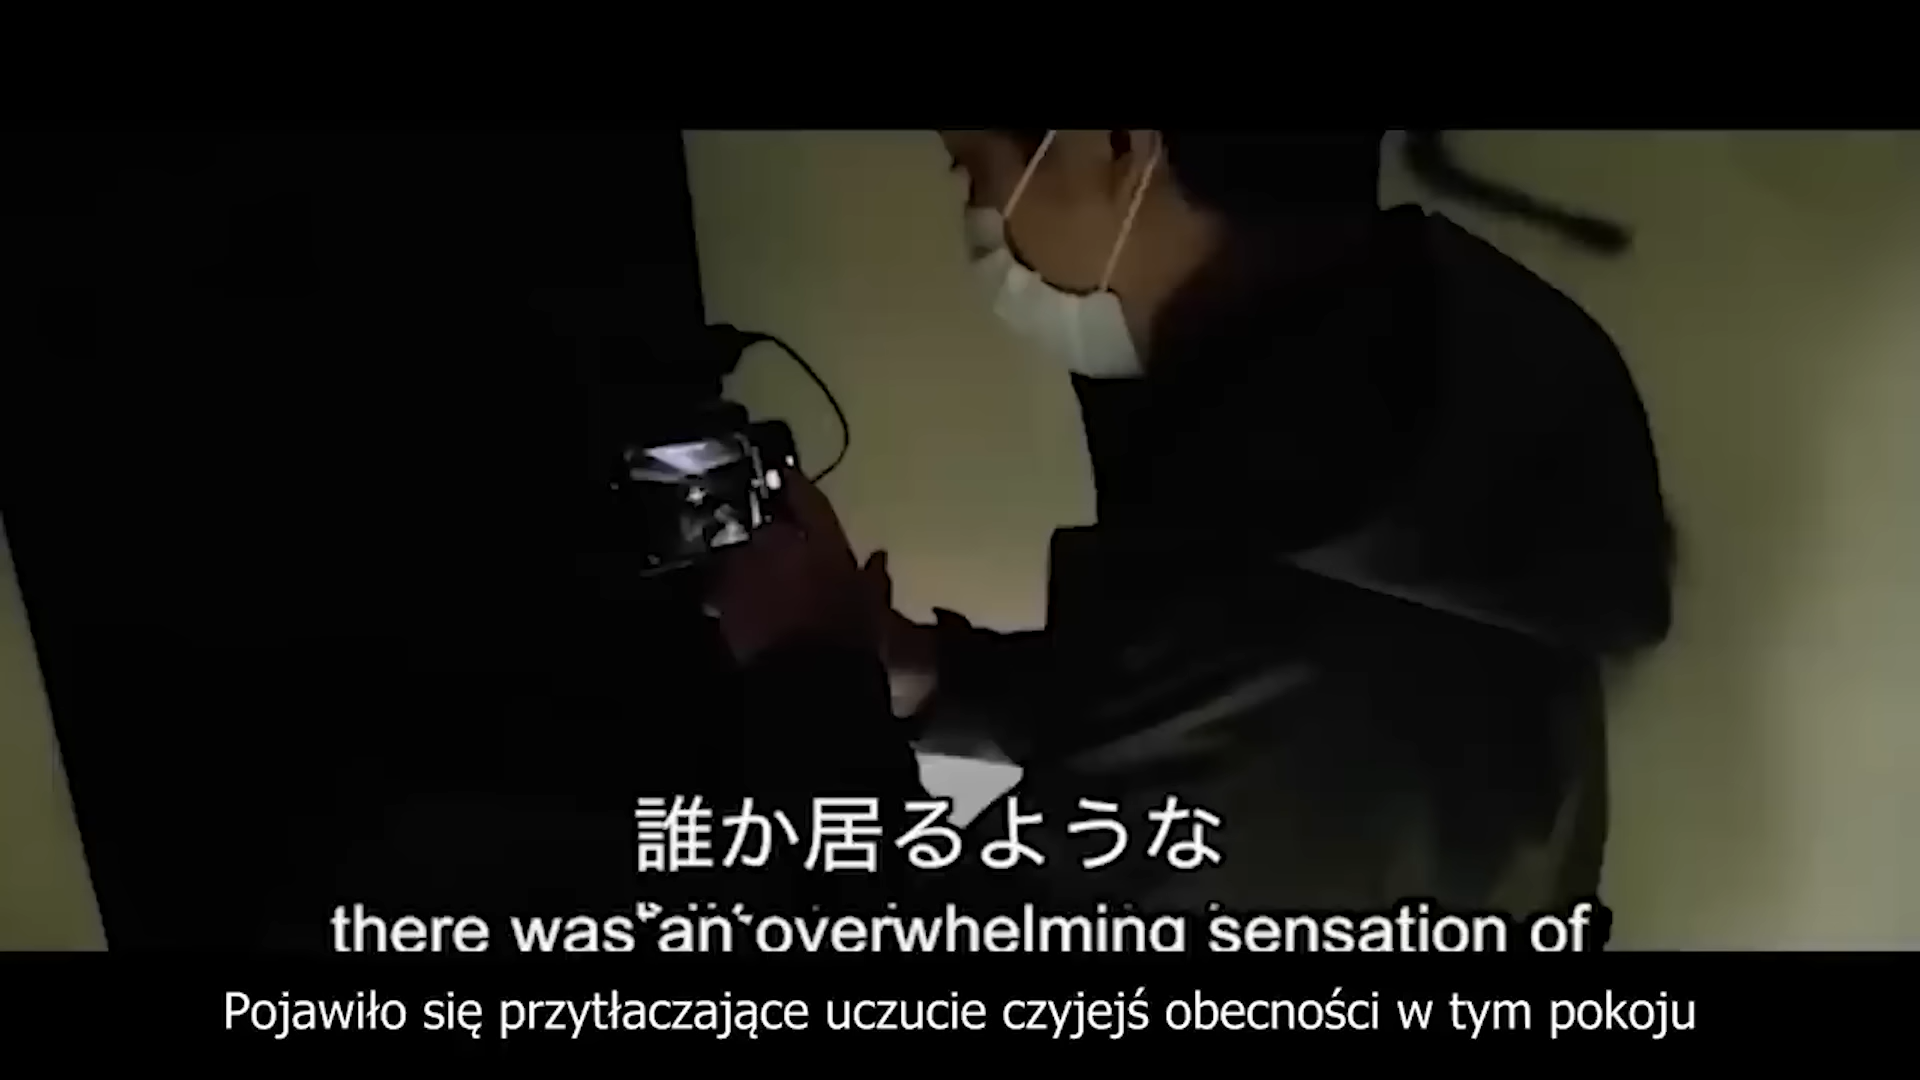 誰か居るような
there was an overwhelming sensation of
Pojawiło się przytłaczające uczucie czyjejś obecności w tym pokoju